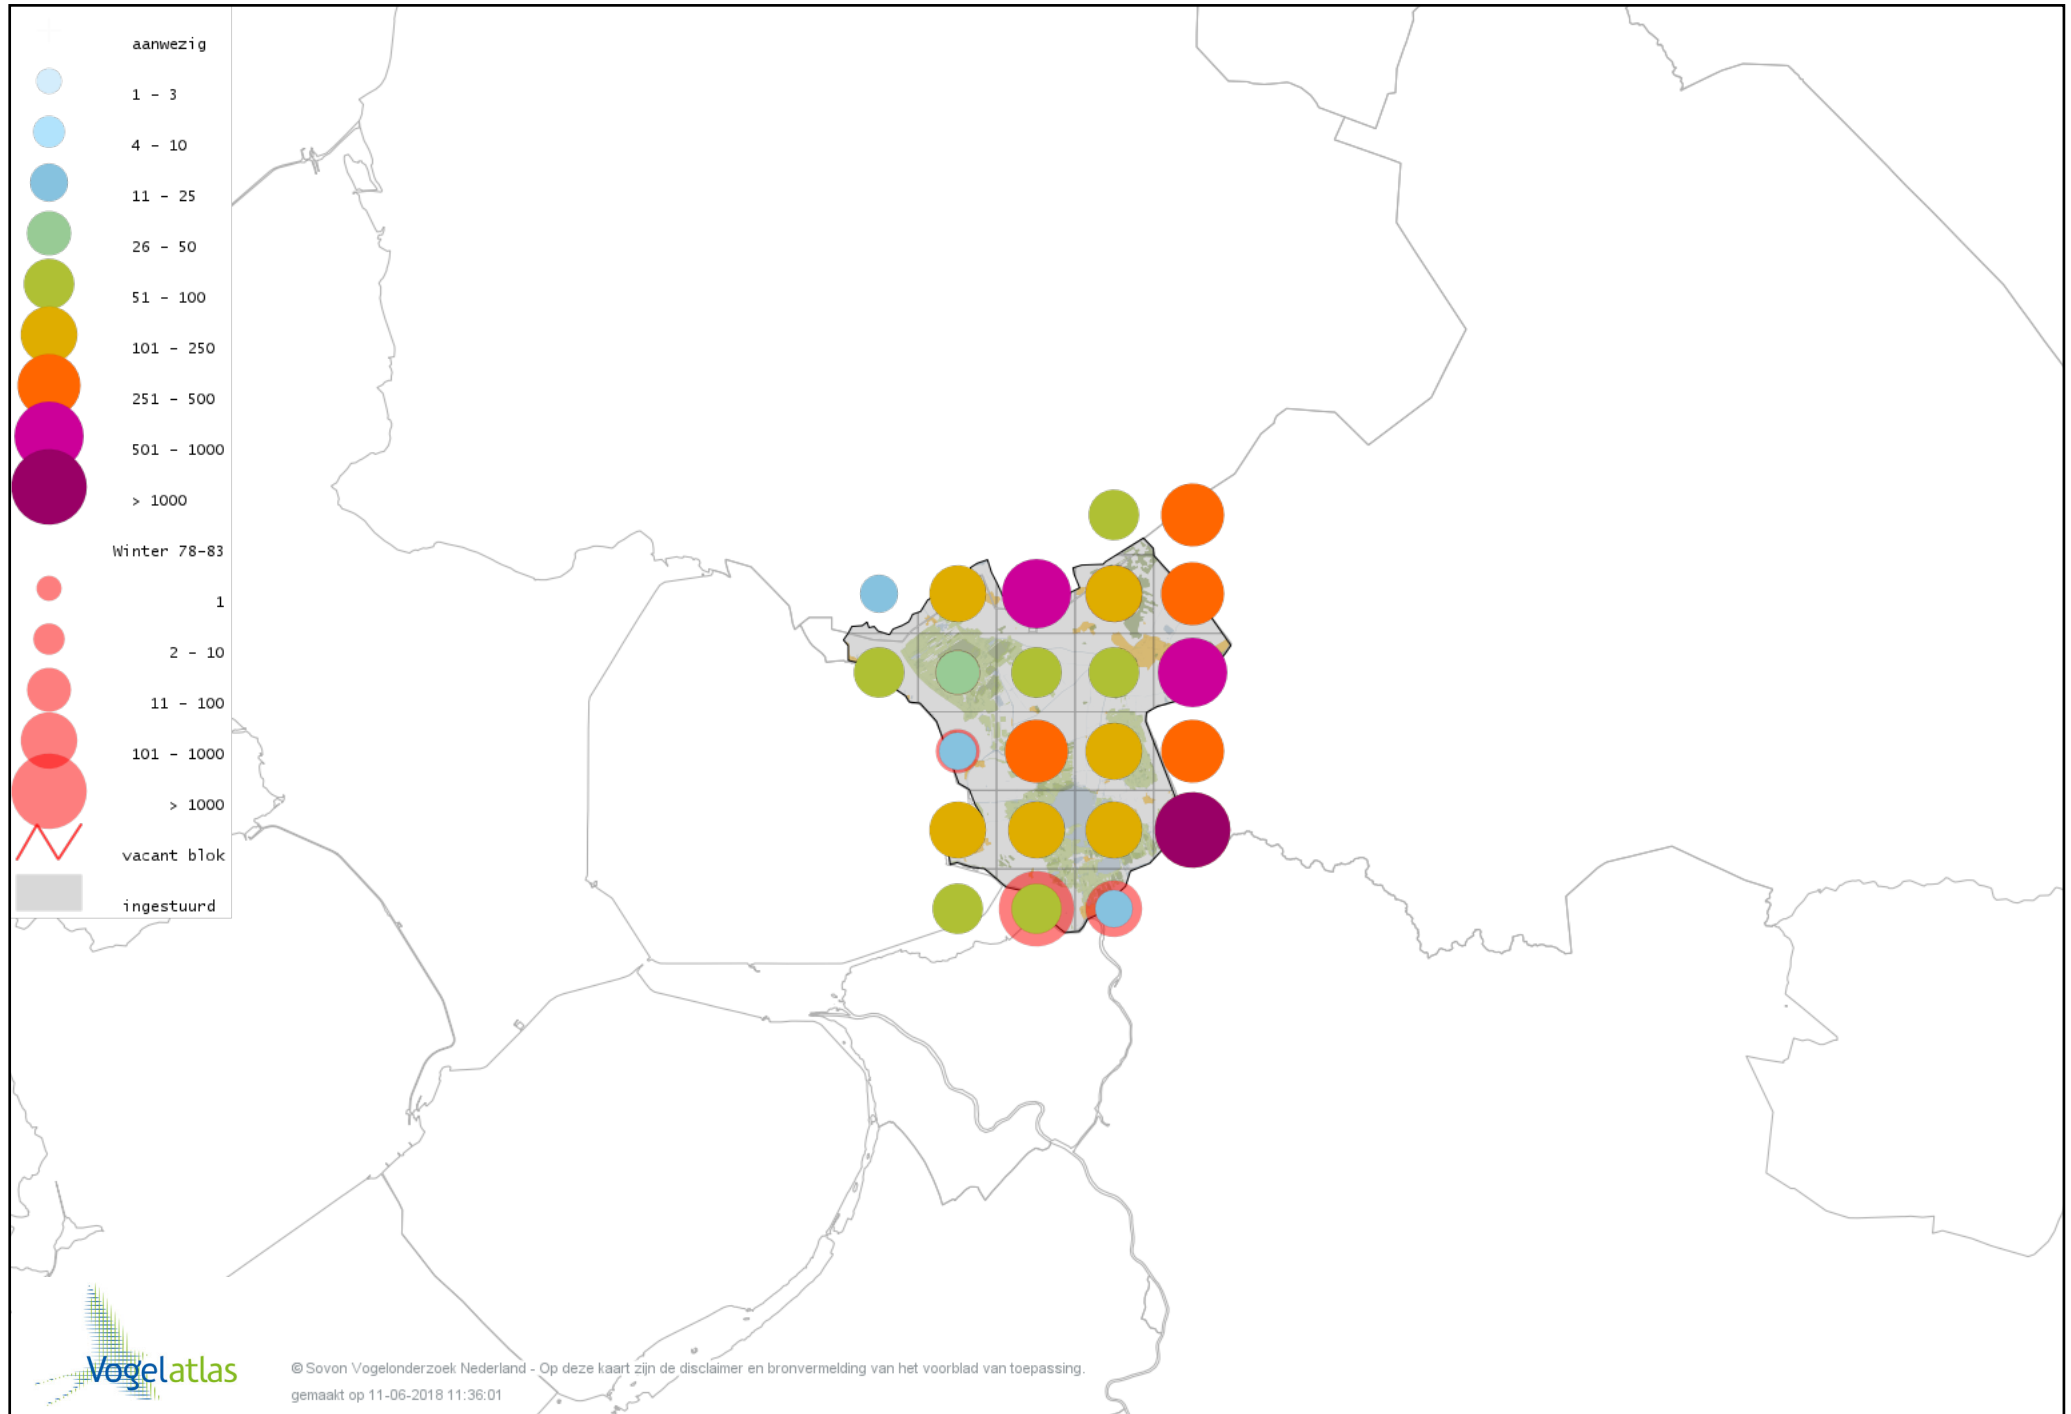 aanwezig
1 - 3
4 - 10
11 - 25
26 - 50
51 - 100
101 - 250
251 - 500
501 - 1000
> 1000
Winter 78-83
1
2 - 10
11 - 100
101 - 1000
> 1000
vacant blok
ingestuurd
Vogelatlas
© Sovon Vogelonderzoek Nederland - Op deze kaart zijn de disclaimer en bronvermelding van het voorblad van toepassing.
gemaakt op 11-06-2018 11:36:01